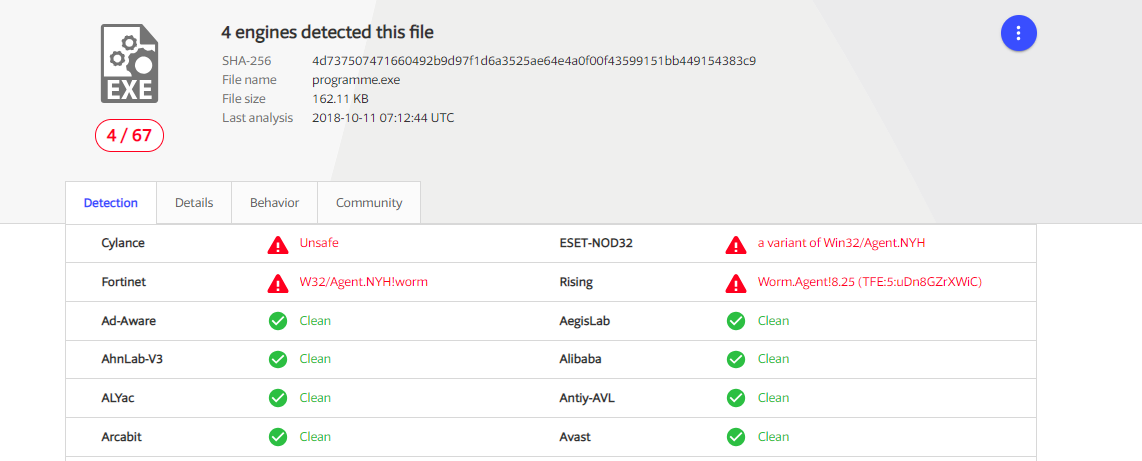 4 engines detected this file
SHA-256 4d737507471660492b9d97f1d6a3525ae64e4a0f00f43599151bb449154383c9
File name programme.exe
File size 162.11 KB
Last analysis 2018-10-11 07:12:44 UTC
EXE
4 / 67
Detection Details Behavior Community
Cylance Unsafe ESET-NOD32 a variant of Win32/Agent.NYH
Fortinet W32/Agent.NYH!worm Rising Worm.Agent!8.25 (TFE:5:uDn8GZrXWiC)
Ad-Aware Clean AegisLab Clean
AhnLab-V3 Clean Alibaba Clean
ALYac Clean Antiy-AVL Clean
Arcabit Clean Avast Clean